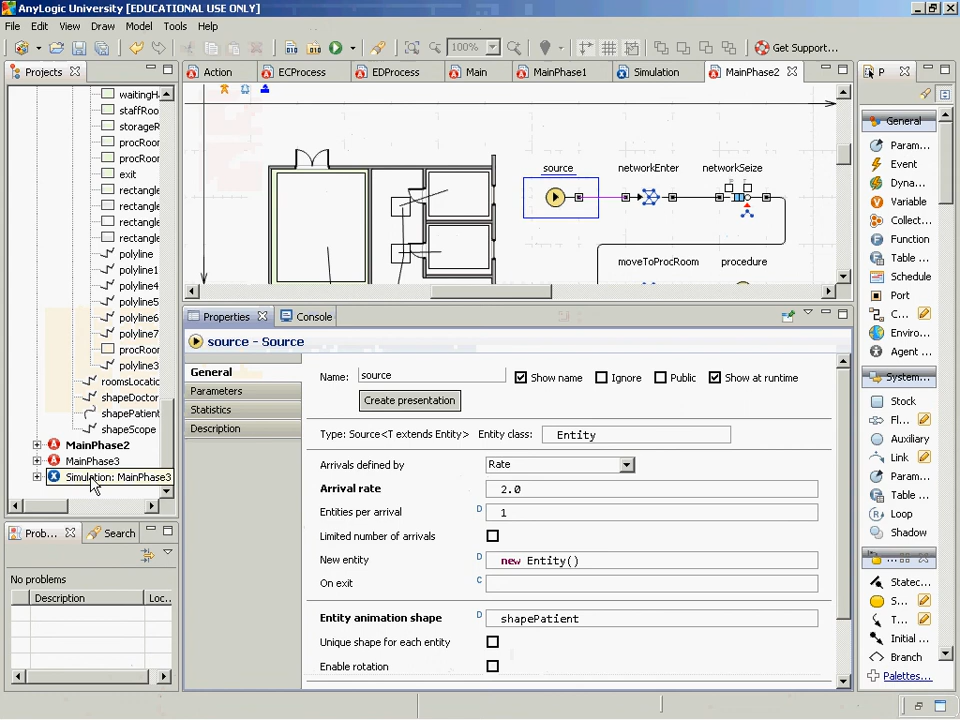 AnyLogic University [EDUCATIONAL USE ONLY]
File Edit View Draw Model Tools Help
100% Get Support...
Projects
Action ECProcess EDProcess Main MainPhase1 Simulation MainPhase2
P
waitingHa
staffRoo
storageR
procRoor
procRoor
exit
rectangle
rectangle
rectangle
rectangle
polyline
polyline1
polyline4
polyline5
polyline6
polyline7
procRoor
polyline3
roomsLocatic
shapeDoctor
shapePatient
shapeScope
MainPhase2
MainPhase3
Simulation: MainPhase3
source networkEnter networkSeize
moveToProcRoom procedure
Properties Console
source - Source
General
Parameters
Statistics
Description
Name: source Show name Ignore Public Show at runtime
Create presentation
Type: Source<T extends Entity> Entity class: Entity
Arrivals defined by Rate
Arrival rate 2.0
Entities per arrival D 1
Limited number of arrivals
New entity D new Entity()
On exit C
Entity animation shape D shapePatient
Unique shape for each entity
Enable rotation
General
Param...
Event
Dyna...
Variable
Collect...
Function
Table ...
Schedule
Port
C...
Enviro...
Agent ...
System...
Stock
Fl...
Auxiliary
Link
Param...
Table ...
Loop
Shadow
Statec...
S...
T...
Initial ...
Branch
Palettes...
Prob... Search
No problems
Description Loc...